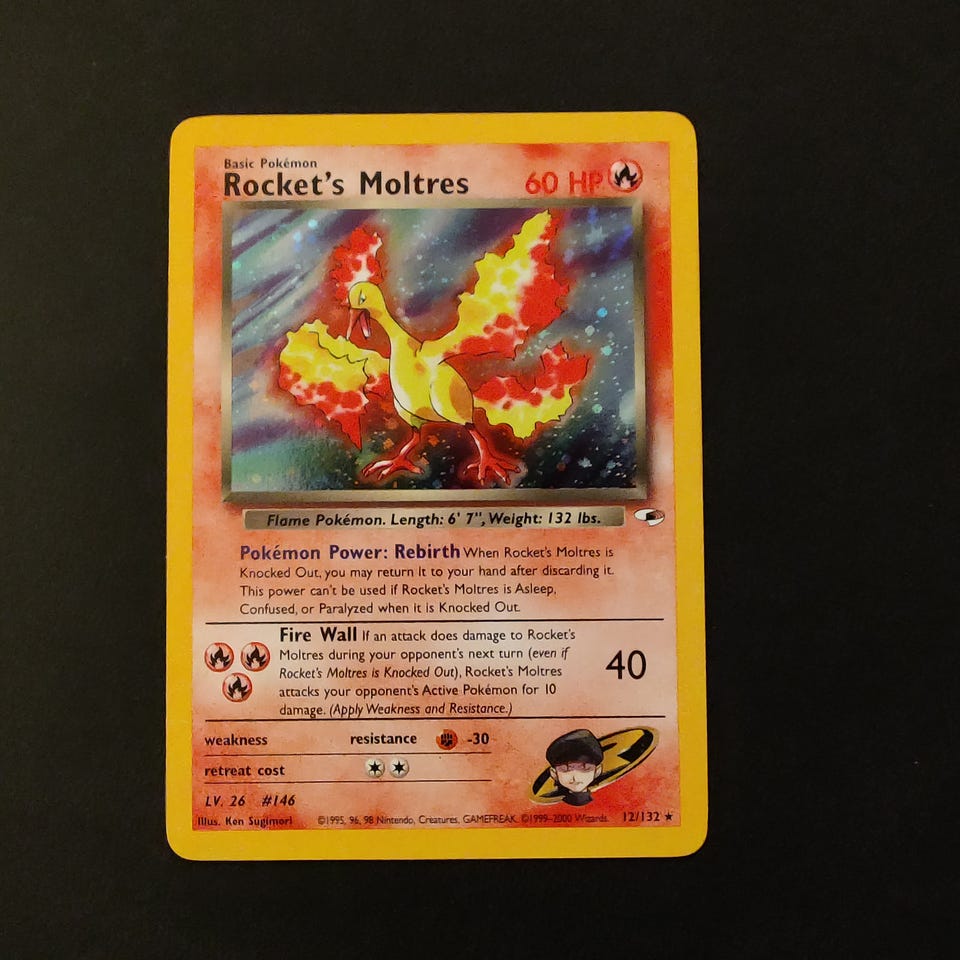 Basic Pokémon
Rocket's Moltres 60 HP
Flame Pokémon. Length: 6' 7", Weight: 132 lbs.
Pokémon Power: Rebirth When Rocket's Moltres is
Knocked Out, you may return it to your hand after discarding it.
This power can't be used if Rocket's Moltres is Asleep,
Confused, or Paralyzed when it is Knocked Out.
Fire Wall If an attack does damage to Rocket's
Moltres during your opponent's next turn (even if
Rocket's Moltres is Knocked Out), Rocket's Moltres
attacks your opponent's Active Pokémon for 10
damage. (Apply Weakness and Resistance.)
40
weakness resistance -30
retreat cost
LV. 26 #146
Illus. Ken Sugimori ©1995, 96, 98 Nintendo, Creatures, GAMEFREAK. ©1999–2000 Wizards. 12/132 ★